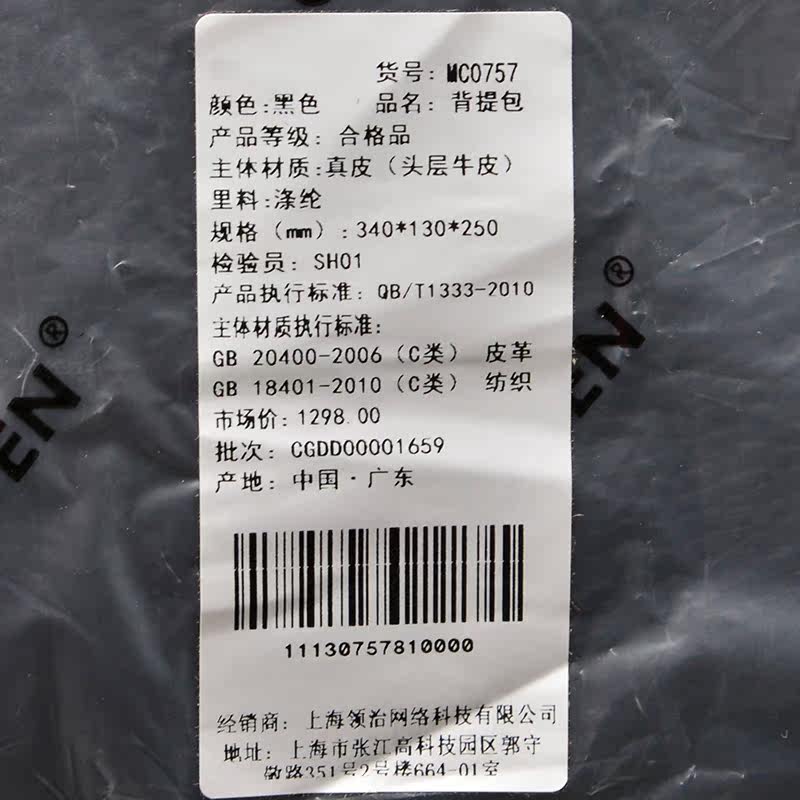 货号: MC0757
颜色:黑色 品名: 背提包
产品等级: 合格品
主体材质:真皮（头层牛皮）
里料:涤纶
规格（mm）:340*130*250
检验员: SH01
产品执行标准: QB/T1333-2010
主体材质执行标准:
GB 20400-2006（C类） 皮革
GB 18401-2010（C类） 纺织
市场价:1298.00
批次: CGDD00001659
产地: 中国·广东
11130757810000
经销商: 上海领冶网络科技有限公司
地址: 上海市张江高科技园区郭守
敬路351号2号楼664-01室
EN®
EN®